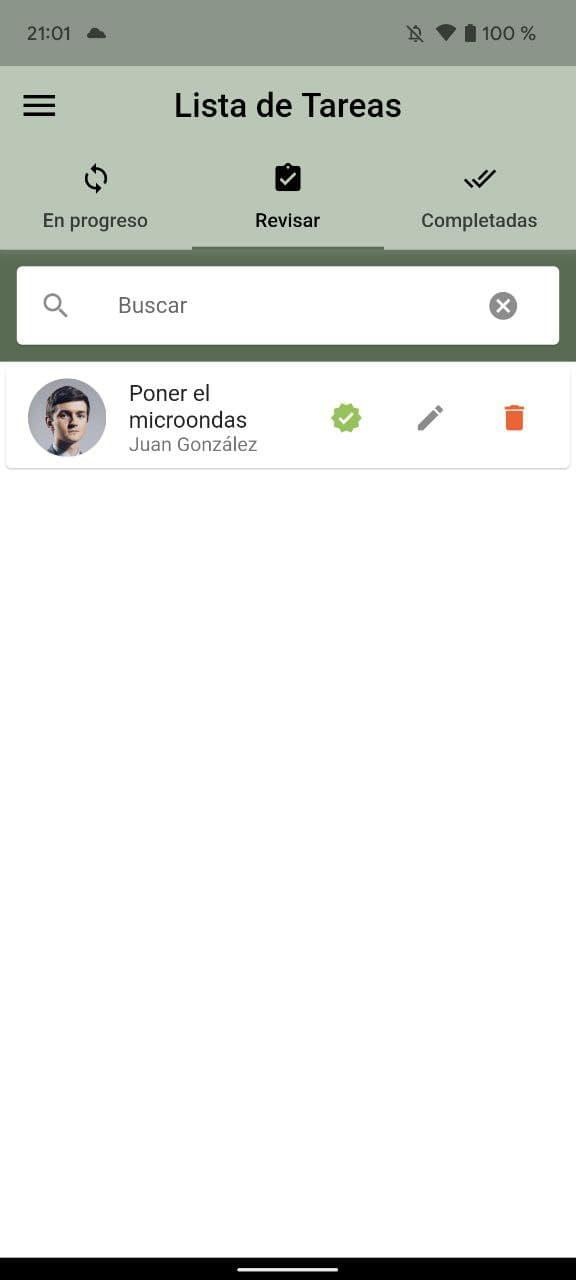 21:01 100 %
Lista de Tareas
En progreso Revisar Completadas
Buscar
Poner el
microondas
Juan González